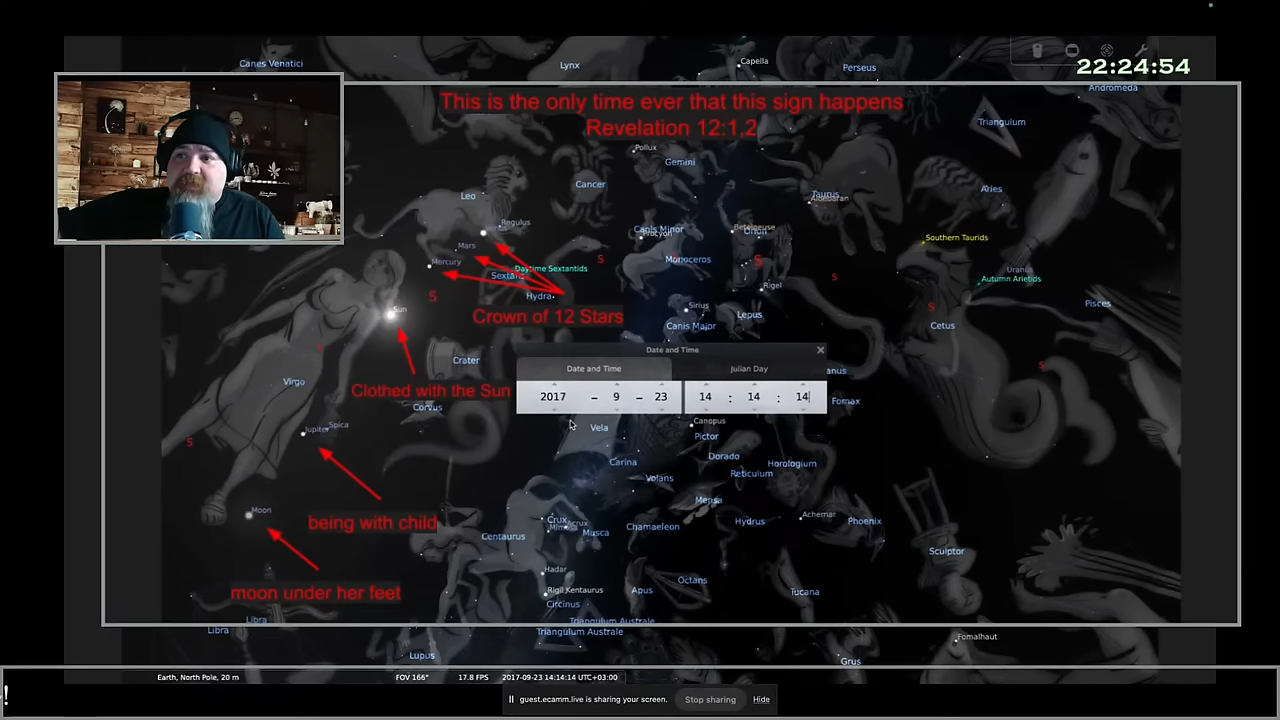 Canes Venatici
Lynx
Capella
Perseus
22:24:54
Andromeda
This is the only time ever that this sign happens
Revelation 12:1,2
Triangulum
Pollux
Gemini
Cancer
Leo
Taurus
Aldebaran
Aries
Regulus
Canis Minor
Procyon
Betelgeuse
Orion
Mars
Mercury
Southern Taurids
Monoceros
S
S
Daytime Sextantids
Sextans
Uranus
Autumn Arietids
S
Hydra
Rigel
S
S
Pisces
Sun
Crown of 12 Stars
Sirius
Lepus
Canis Major
Cetus
S
Date and Time
Crater
Date and Time
Julian Day
S
Clothed with the Sun
Virgo
2017 – 9 – 23
14 : 14 : 14
Fornax
Corvus
Jupiter
Spica
Vela
Canopus
Pictor
S
Carina
Dorado
Horologium
Reticulum
Volans
Mensa
Moon
being with child
Crux
Acrux
Musca
Chamaeleon
Hydrus
Achernar
Phoenix
Centaurus
Sculptor
Hadar
Octans
moon under her feet
Rigil Kentaurus
Apus
Tucana
Circinus
Libra
Libra
Triangulum Australe
Triangulum Australe
Fomalhaut
Lupus
Grus
Earth, North Pole, 20 m
FOV 166°
17.8 FPS
2017-09-23 14:14:14 UTC+03:00
!
guest.ecamm.live is sharing your screen.
Stop sharing
Hide